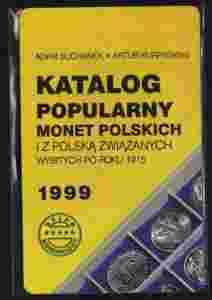 ADAM SUCHANEK • ARTUR KURPIEWSKI
KATALOG
POPULARNY
MONET POLSKICH
I Z POLSKĄ ZWIĄZANYCH
WYBITYCH PO ROKU 1915
1999